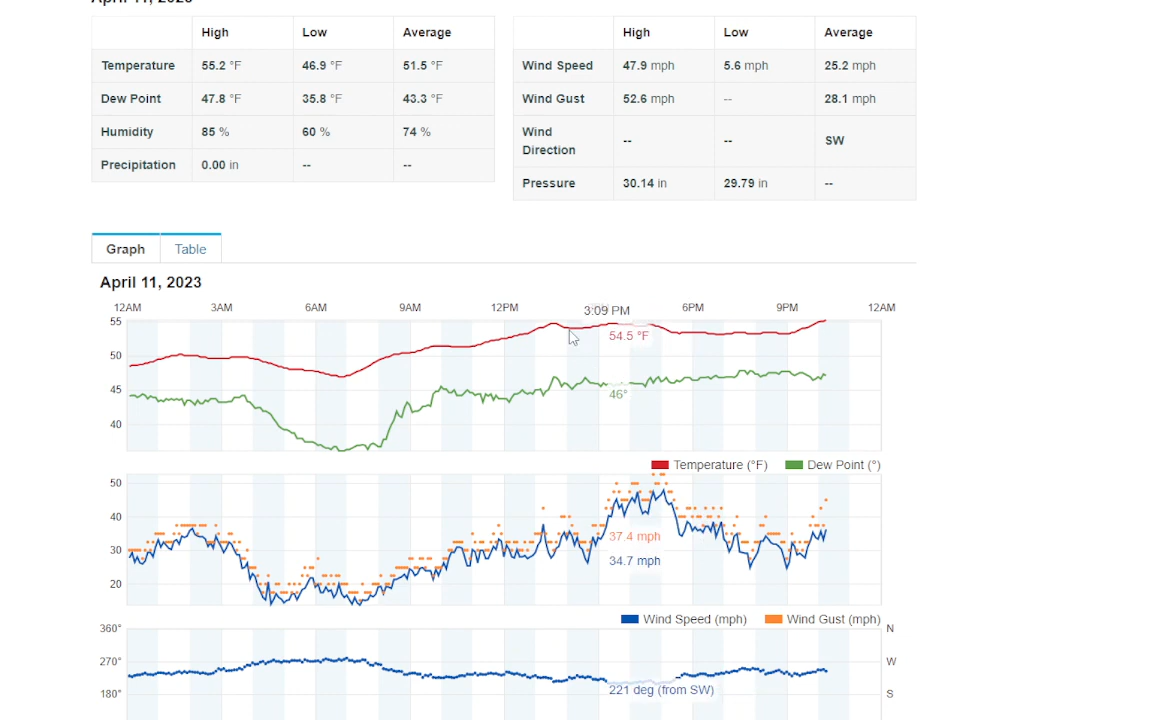 April 11, 2023
High Low Average
Temperature 55.2 °F 46.9 °F 51.5 °F
Dew Point 47.8 °F 35.8 °F 43.3 °F
Humidity 85 % 60 % 74 %
Precipitation 0.00 in -- --
High Low Average
Wind Speed 47.9 mph 5.6 mph 25.2 mph
Wind Gust 52.6 mph -- 28.1 mph
Wind
Direction -- -- SW
Pressure 30.14 in 29.79 in --
Graph Table
April 11, 2023
12AM 3AM 6AM 9AM 12PM 3:09 PM 6PM 9PM 12AM
55
54.5 °F
50
45
46°
40
Temperature (°F) Dew Point (°)
50
40
37.4 mph
30
34.7 mph
20
Wind Speed (mph) Wind Gust (mph)
360° N
270° W
180° S
221 deg (from SW)